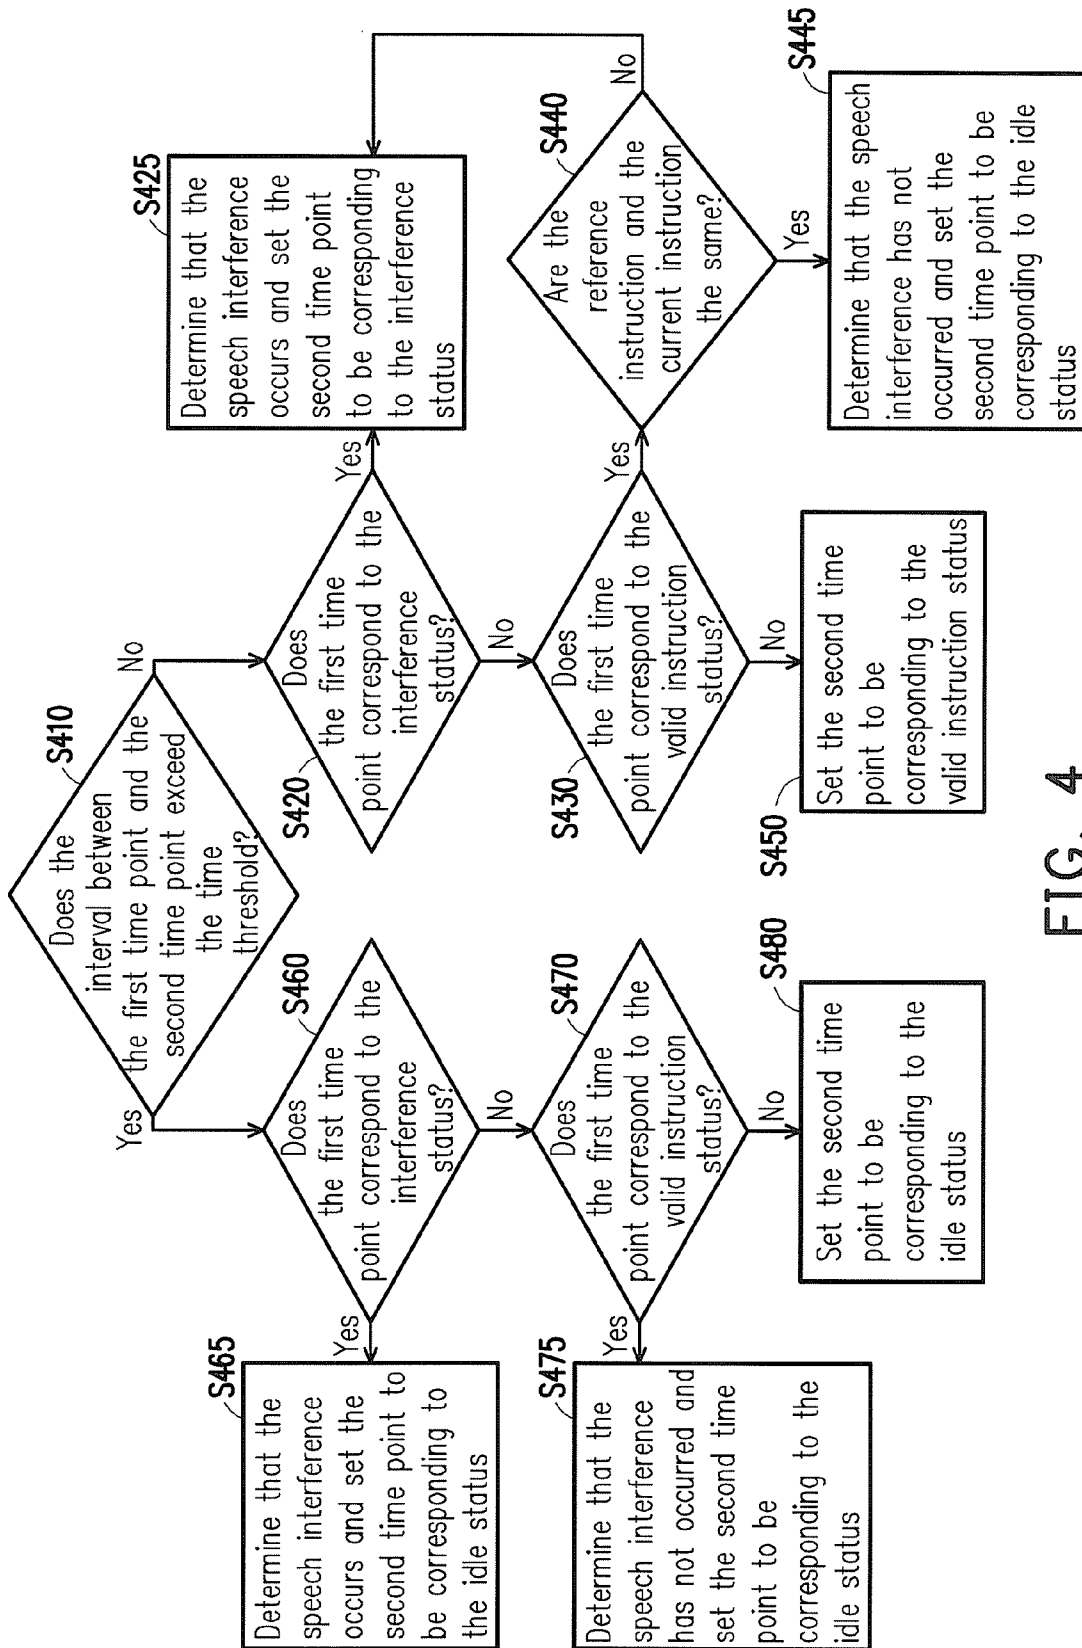 Does the
interval between
the first time point and the
second time point exceed
the time
threshold?
S410
Yes
No
Does
the first time
point correspond to the
interference
status?
S460
Yes
No
Determine that the
speech interference
occurs and set the
second time point to
be corresponding to
the idle status
S465
Does
the first time
point correspond to the
valid instruction
status?
S470
Yes
No
Determine that the
speech interference
has not occurred and
set the second time
point to be
corresponding to the
idle status
S475
Set the second time
point to be
corresponding to the
idle status
S480
Does
the first time
point correspond to the
interference
status?
S420
Yes
No
Determine that the
speech interference
occurs and set the
second time point
to be corresponding
to the interference
status
S425
Does
the first time
point correspond to the
valid instruction
status?
S430
Yes
No
Are the
reference
instruction and the
current instruction
the same?
S440
No
Yes
Determine that the speech
interference has not
occurred and set the
second time point to be
corresponding to the idle
status
S445
Set the second time
point to be
corresponding to the
valid instruction status
S450
FIG. 4